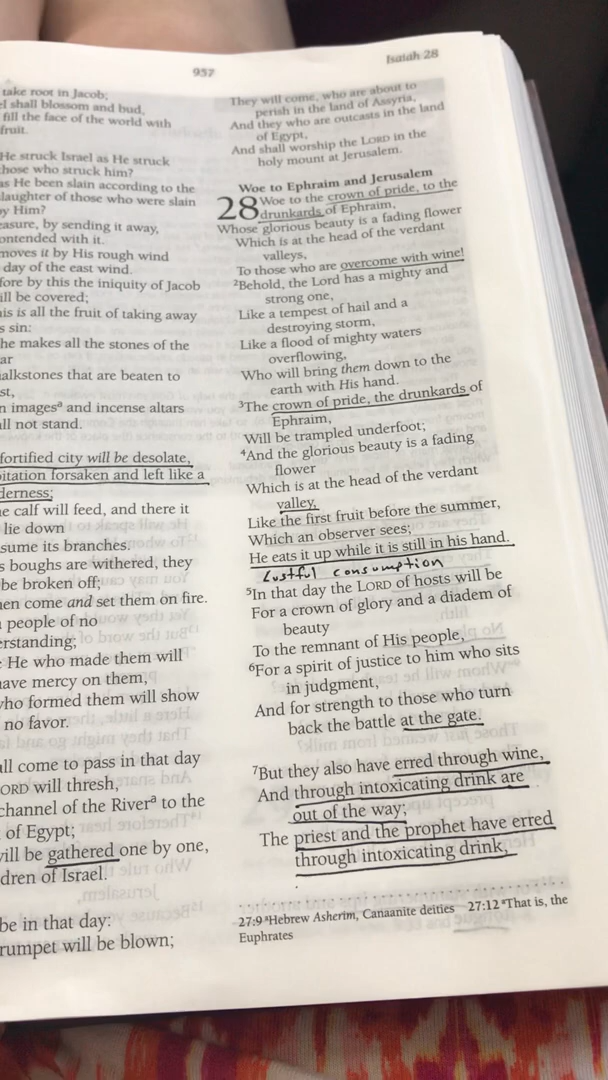 957
Isaiah 28
take root in Jacob;
shall blossom and bud,
fill the face of the world with
fruit.
He struck Israel as He struck
those who struck him?
as He been slain according to the
slaughter of those who were slain
by Him?
easure, by sending it away,
ontended with it.
moves it by His rough wind
day of the east wind.
fore by this the iniquity of Jacob
ill be covered;
is is all the fruit of taking away
s sin:
he makes all the stones of the
ar
alkstones that are beaten to
st,
n imagesᵃ and incense altars
ll not stand.
fortified city will be desolate,
bitation forsaken and left like a
derness;
e calf will feed, and there it
lie down
sume its branches.
s boughs are withered, they
be broken off;
en come and set them on fire.
people of no
erstanding;
He who made them will
have mercy on them,
who formed them will show
no favor.
all come to pass in that day
ORD will thresh,
channel of the Riverᵃ to the
of Egypt;
will be gathered one by one,
dren of Israel.
be in that day:
rumpet will be blown;
They will come, who are about to
perish in the land of Assyria,
And they who are outcasts in the land
of Egypt,
And shall worship the LORD in the
holy mount at Jerusalem.
Woe to Ephraim and Jerusalem
28 Woe to the crown of pride, to the
drunkards of Ephraim,
Whose glorious beauty is a fading flower
Which is at the head of the verdant
valleys,
To those who are overcome with wine!
²Behold, the Lord has a mighty and
strong one,
Like a tempest of hail and a
destroying storm,
Like a flood of mighty waters
overflowing,
Who will bring them down to the
earth with His hand.
³The crown of pride, the drunkards of
Ephraim,
Will be trampled underfoot;
⁴And the glorious beauty is a fading
flower
Which is at the head of the verdant
valley,
Like the first fruit before the summer,
Which an observer sees;
He eats it up while it is still in his hand.
Lustful consumption
⁵In that day the LORD of hosts will be
For a crown of glory and a diadem of
beauty
To the remnant of His people,
⁶For a spirit of justice to him who sits
in judgment,
And for strength to those who turn
back the battle at the gate.
⁷But they also have erred through wine,
And through intoxicating drink are
out of the way;
The priest and the prophet have erred
through intoxicating drink,
27:9 ᵃHebrew Asherim, Canaanite deities 27:12 ᵃThat is, the
Euphrates